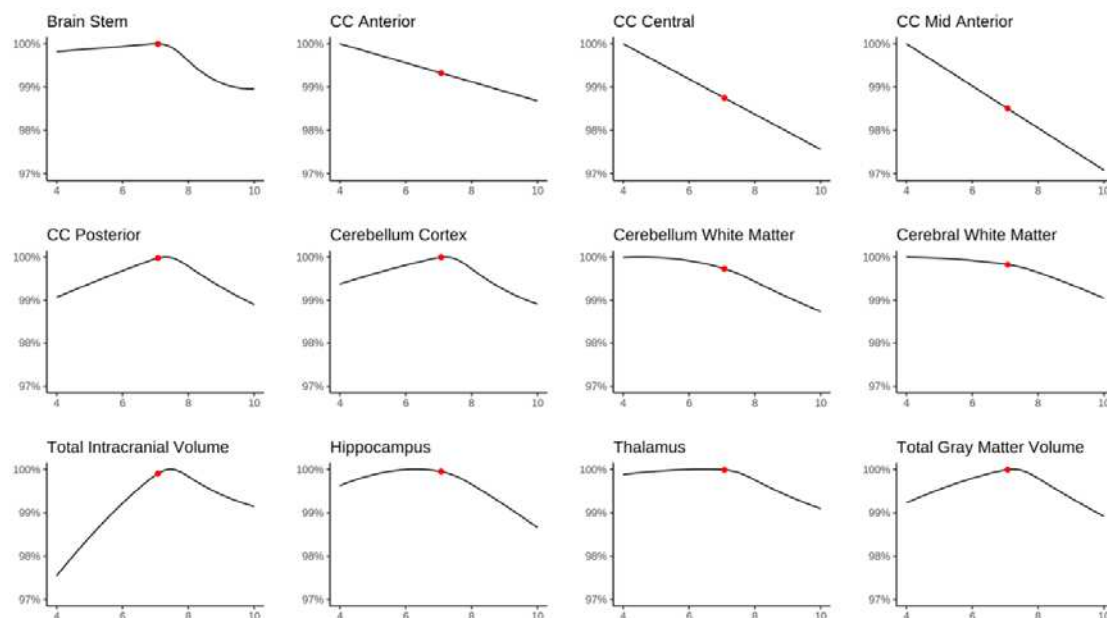 Brain Stem
CC Anterior
CC Central
CC Mid Anterior
100%
99%
98%
97%
4 6 8 10
100%
99%
98%
97%
4 6 8 10
100%
99%
98%
97%
4 6 8 10
100%
99%
98%
97%
4 6 8 10
CC Posterior
Cerebellum Cortex
Cerebellum White Matter
Cerebral White Matter
100%
99%
98%
97%
4 6 8 10
100%
99%
98%
97%
4 6 8 10
100%
99%
98%
97%
4 6 8 10
100%
99%
98%
97%
4 6 8 10
Total Intracranial Volume
Hippocampus
Thalamus
Total Gray Matter Volume
100%
99%
98%
97%
4 6 8 10
100%
99%
98%
97%
4 6 8 10
100%
99%
98%
97%
4 6 8 10
100%
99%
98%
97%
4 6 8 10